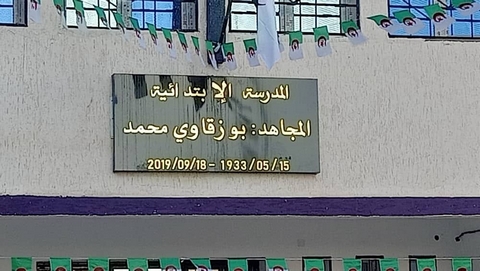 المدرسة الإبتدائية
المجاهد: بوزقاوي محمد
2019/09/18 - 1933/05/15